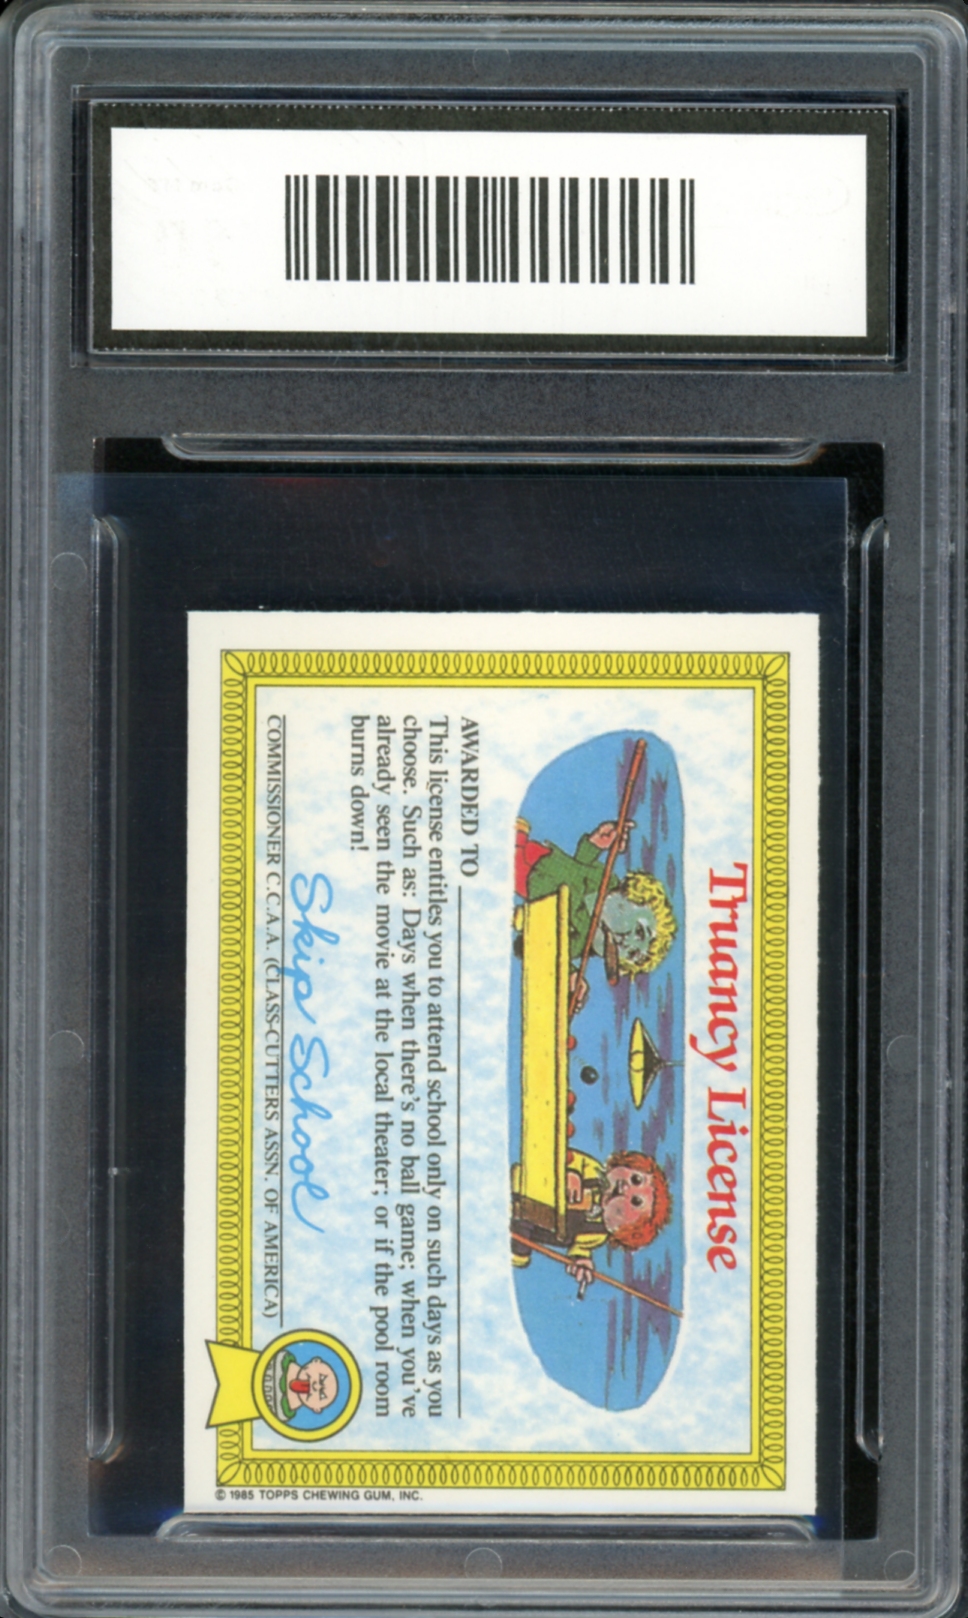 Truancy License
AWARDED TO
This license entitles you to attend school only on such days as you
choose. Such as: Days when there's no ball game; when you've
already seen the movie at the local theater; or if the pool room
burns down!
Skip School
COMMISSIONER C.C.A.A. (CLASS-CUTTERS ASSN. OF AMERICA)
© 1985 TOPPS CHEWING GUM, INC.